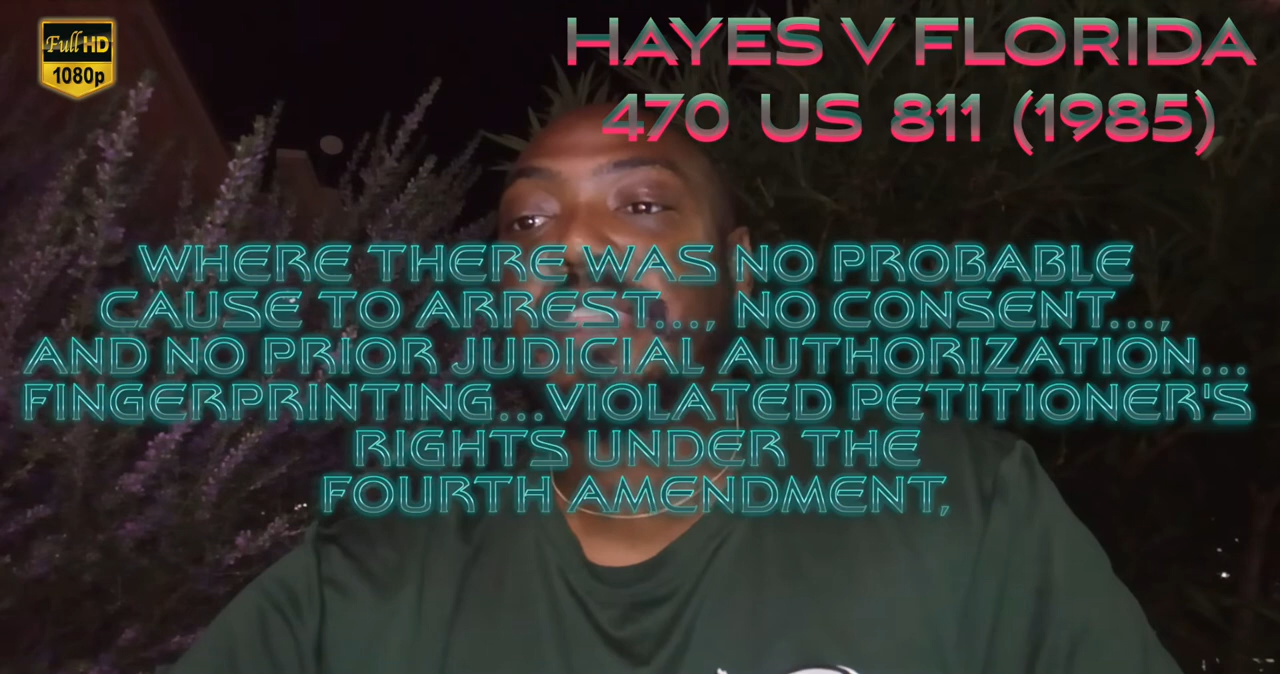 Full HD
1080p
HAYES V FLORIDA
470 US 811 (1985)
WHERE THERE WAS NO PROBABLE
CAUSE TO ARREST..., NO CONSENT...,
AND NO PRIOR JUDICIAL AUTHORIZATION...
FINGERPRINTING...VIOLATED PETITIONER'S
RIGHTS UNDER THE
FOURTH AMENDMENT,